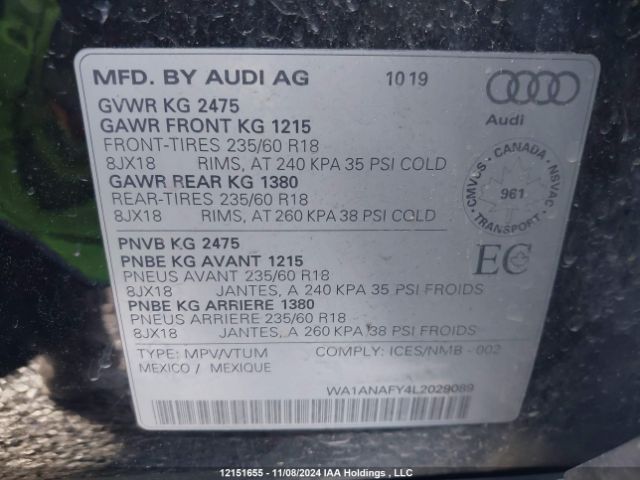 MFD. BY AUDI AG 10 19
Audi
GVWR KG 2475
GAWR FRONT KG 1215
FRONT-TIRES 235/60 R18
8JX18 RIMS, AT 240 KPA 35 PSI COLD
GAWR REAR KG 1380
REAR-TIRES 235/60 R18
8JX18 RIMS, AT 260 KPA 38 PSI COLD
CMVSS - CANADA - NSVAC
961
TRANSPORT
PNVB KG 2475
PNBE KG AVANT 1215
PNEUS AVANT 235/60 R18
8JX18 JANTES, A 240 KPA 35 PSI FROIDS
PNBE KG ARRIERE 1380
PNEUS ARRIERE 235/60 R18
8JX18 JANTES, A 260 KPA 38 PSI FROIDS
EC
TYPE: MPV/VTUM COMPLY: ICES/NMB - 002
MEXICO / MEXIQUE
WA1ANAFY4L2029089
12151655 - 11/08/2024 IAA Holdings , LLC